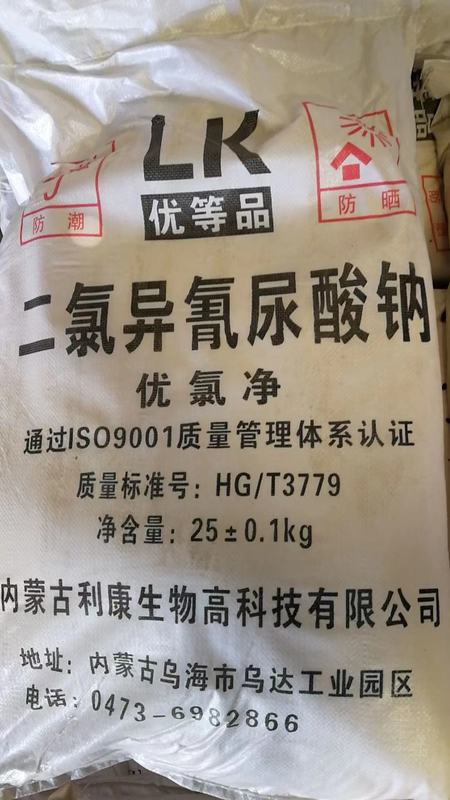 LK
优等品
防潮
防晒
二氯异氰尿酸钠
优氯净
通过ISO9001质量管理体系认证
质量标准号：HG/T3779
净含量：25±0.1kg
内蒙古利康生物高科技有限公司
地址：内蒙古乌海市乌达工业园区
电话：0473-6982866